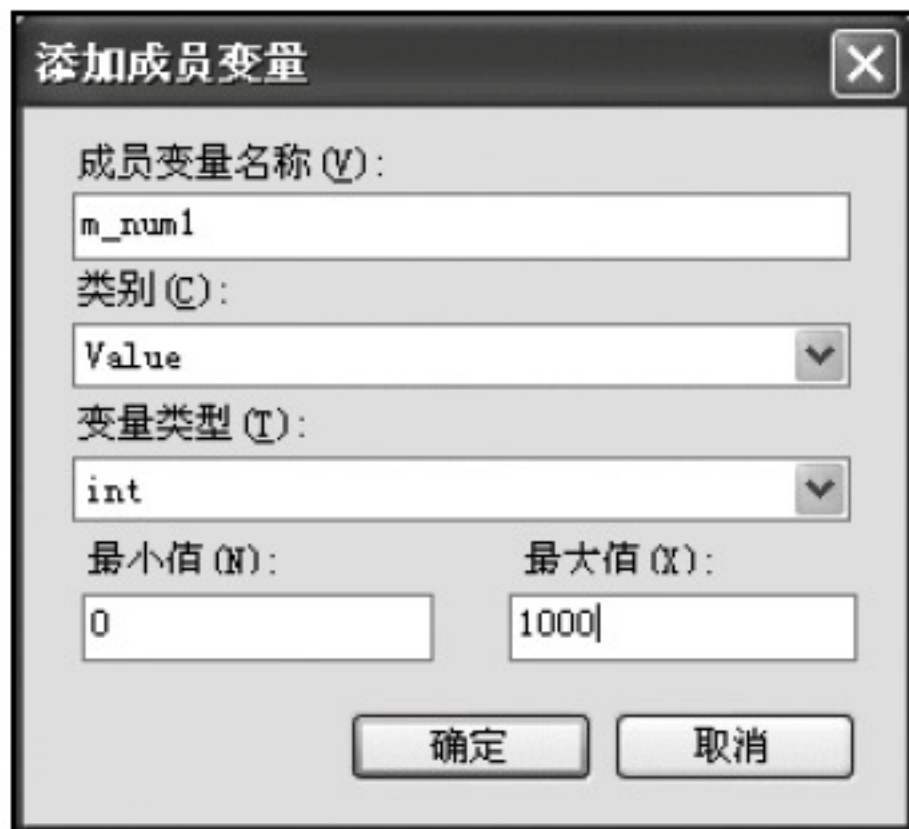 添加成员变量
成员变量名称(V):
m_num1
类别(C):
Value
变量类型(T):
int
最小值(N): 最大值(X):
0 1000
确定 取消